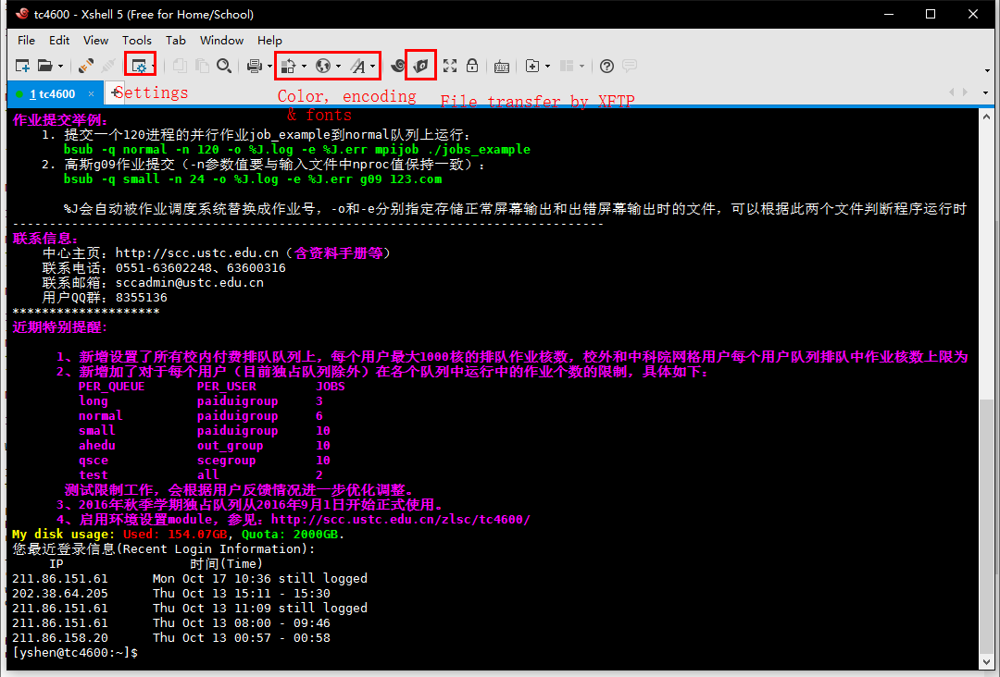 tc4600 - Xshell 5 (Free for Home/School)
File Edit View Tools Tab Window Help
1 tc4600 × + Settings
Color, encoding
& fonts
File transfer by XFTP
作业提交举例：
1. 提交一个120进程的并行作业job_example到normal队列上运行：
bsub -q normal -n 120 -o %J.log -e %J.err mpijob ./jobs_example
2. 高斯g09作业提交（-n参数值要与输入文件中nproc值保持一致）：
bsub -q small -n 24 -o %J.log -e %J.err g09 123.com
%J会自动被作业调度系统替换成作业号，-o和-e分别指定存储正常屏幕输出和出错屏幕输出时的文件，可以根据此两个文件判断程序运行时
--------------------------------------------------------------------------------
联系信息：
中心主页：http://scc.ustc.edu.cn（含资料手册等）
联系电话：0551-63602248、63600316
联系邮箱：sccadmin@ustc.edu.cn
用户QQ群：8355136
********************
近期特别提醒：
1、新增设置了所有校内付费排队队列上，每个用户最大1000核的排队作业核数，校外和中科院网格用户每个用户队列排队中作业核数上限为
2、新增加了对于每个用户（目前独占队列除外）在各个队列中运行中的作业个数的限制，具体如下：
PER_QUEUE PER_USER JOBS
long paiduigroup 3
normal paiduigroup 6
small paiduigroup 10
ahedu out_group 10
qsce scegroup 10
test all 2
测试限制工作，会根据用户反馈情况进一步优化调整。
3、2016年秋季学期独占队列从2016年9月1日开始正式使用。
4、启用环境设置module，参见：http://scc.ustc.edu.cn/zlsc/tc4600/
My disk usage: Used: 154.07GB, Quota: 2000GB.
您最近登录信息(Recent Login Information):
IP 时间(Time)
211.86.151.61 Mon Oct 17 10:36 still logged
202.38.64.205 Thu Oct 13 15:11 - 15:30
211.86.151.61 Thu Oct 13 11:09 still logged
211.86.151.61 Thu Oct 13 08:00 - 09:46
211.86.158.20 Thu Oct 13 00:57 - 00:58
[yshen@tc4600:~]$